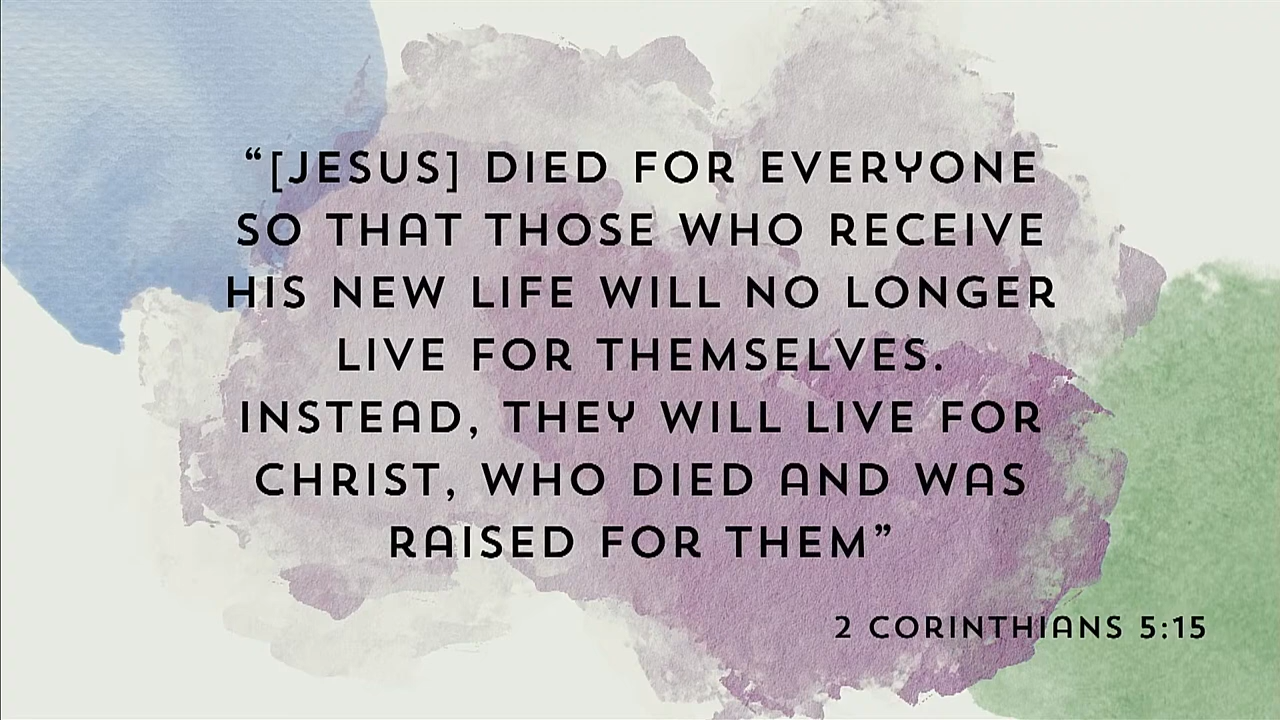 “[JESUS] DIED FOR EVERYONE
SO THAT THOSE WHO RECEIVE
HIS NEW LIFE WILL NO LONGER
LIVE FOR THEMSELVES.
INSTEAD, THEY WILL LIVE FOR
CHRIST, WHO DIED AND WAS
RAISED FOR THEM”
2 CORINTHIANS 5:15